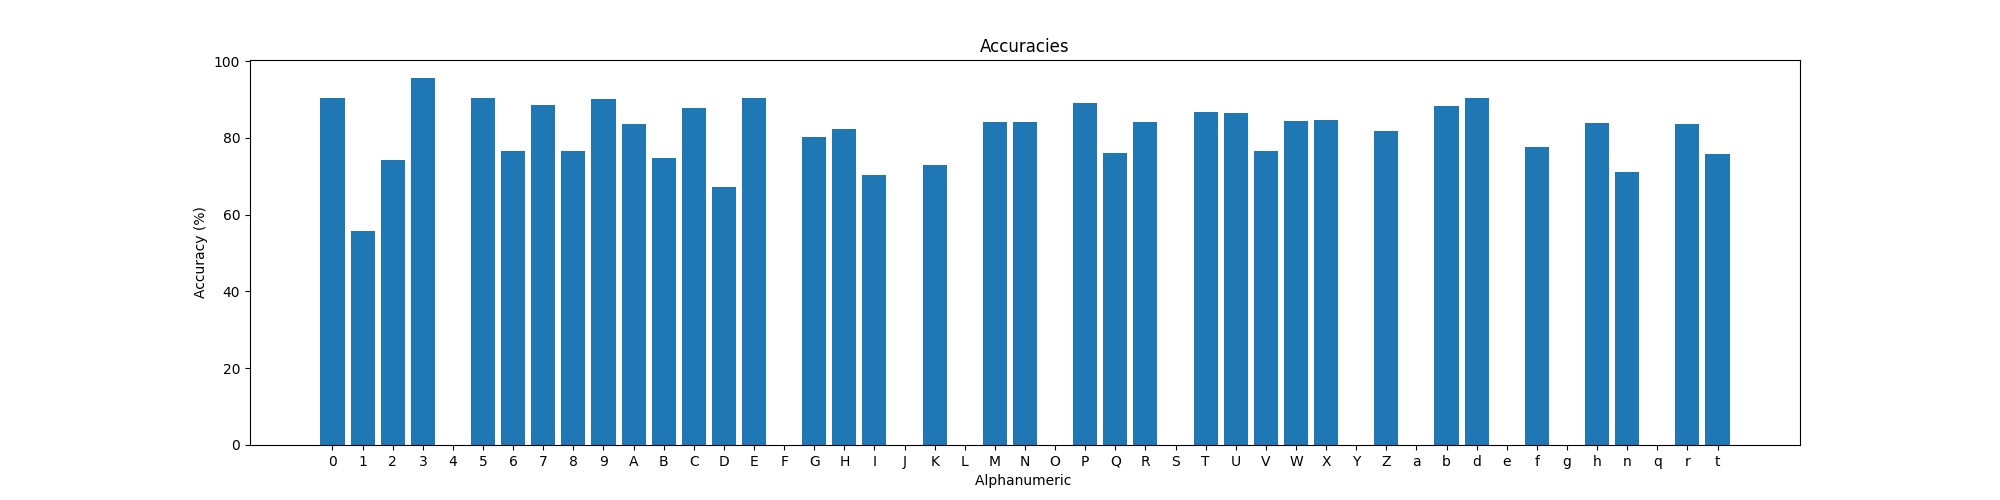 Accuracies
100
80
60
40
20
0
Accuracy (%)
0 1 2 3 4 5 6 7 8 9 A B C D E F G H I J K L M N O P Q R S T U V W X Y Z a b d e f g h n q r t
Alphanumeric